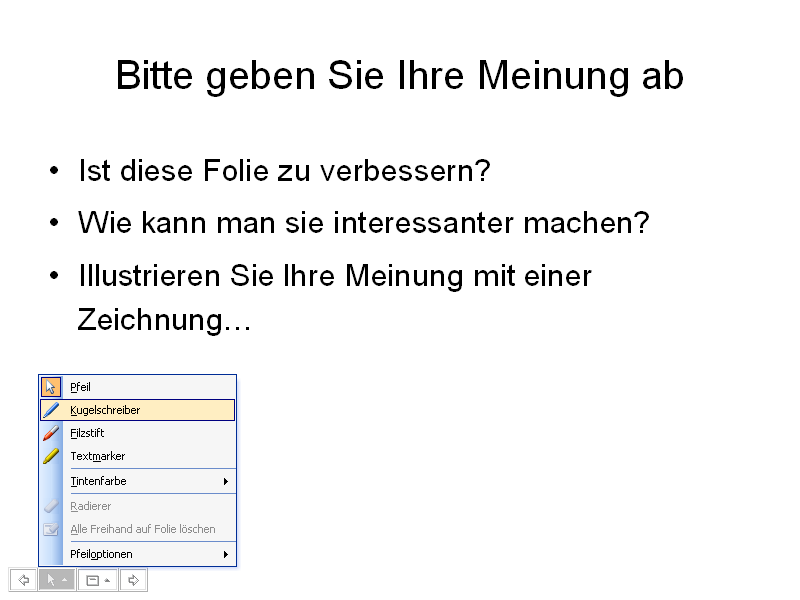 Bitte geben Sie Ihre Meinung ab
• Ist diese Folie zu verbessern?
• Wie kann man sie interessanter machen?
• Illustrieren Sie Ihre Meinung mit einer
Zeichnung…
Pfeil
Kugelschreiber
Filzstift
Textmarker
Tintenfarbe
Radierer
Alle Freihand auf Folie löschen
Pfeiloptionen